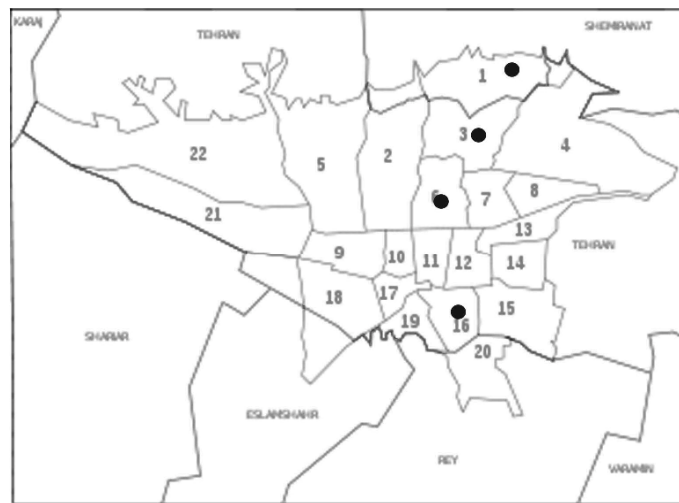 KARAJ
TEHRAN
SHEMIRANAT
1
3
4
22
5
2
6
7
8
21
13
9
10
11
12
14
TEHRAN
17
18
15
19
16
SHARIAR
20
ESLAMSHAHR
REY
VARAMIN